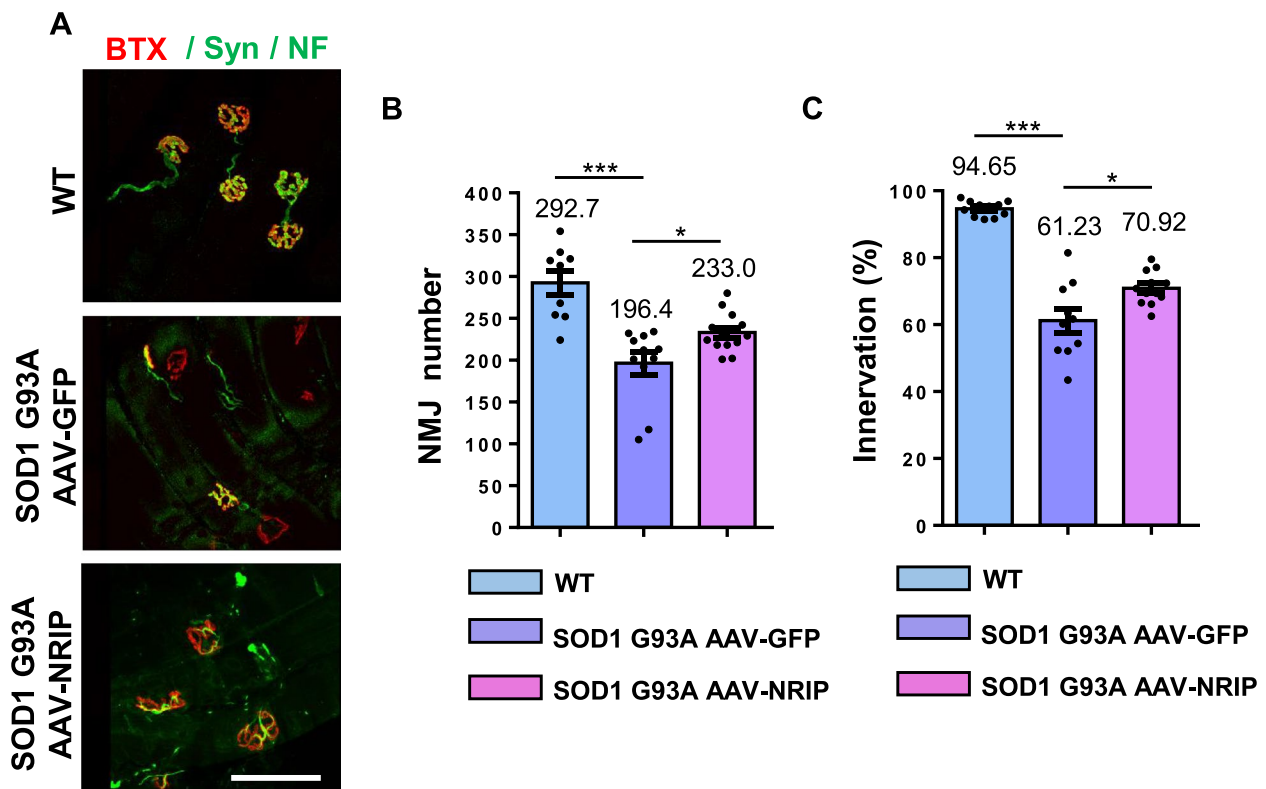 A
BTX / Syn / NF
WT
SOD1 G93A
AAV-GFP
SOD1 G93A
AAV-NRIP
B
NMJ number
400
350
300
250
200
150
100
50
0
***
*
292.7
196.4
233.0
WT
SOD1 G93A AAV-GFP
SOD1 G93A AAV-NRIP
C
Innervation (%)
100
80
60
40
20
0
***
*
94.65
61.23
70.92
WT
SOD1 G93A AAV-GFP
SOD1 G93A AAV-NRIP